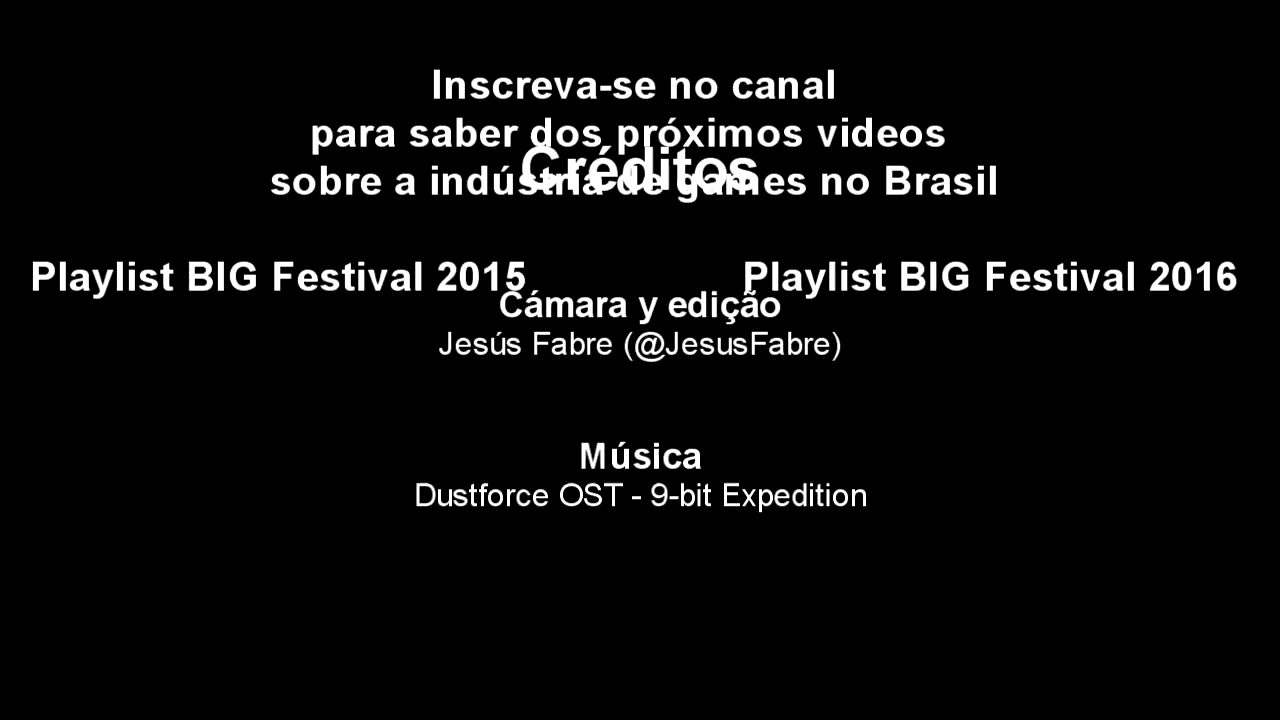 Inscreva-se no canal
para saber dos próximos videos
Créditos
sobre a indústria de games no Brasil
Playlist BIG Festival 2015
Playlist BIG Festival 2016
Cámara y edição
Jesús Fabre (@JesusFabre)
Música
Dustforce OST - 9-bit Expedition